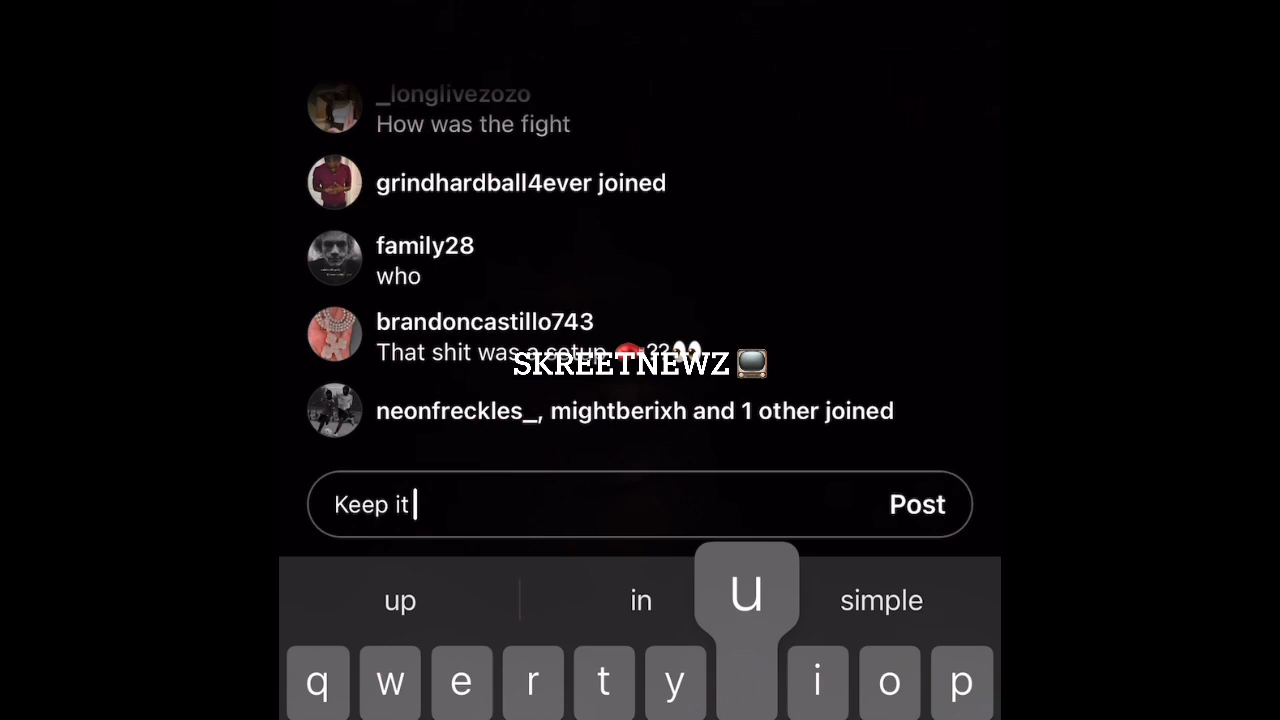 _longlivezozo
How was the fight
grindhardball4ever joined
family28
who
brandoncastillo743
That shit was a setup 🥊??👀
SKREETNEWZ 📺
neonfreckles_, mightberixh and 1 other joined
Keep it
Post
up in u simple
q w e r t y i o p